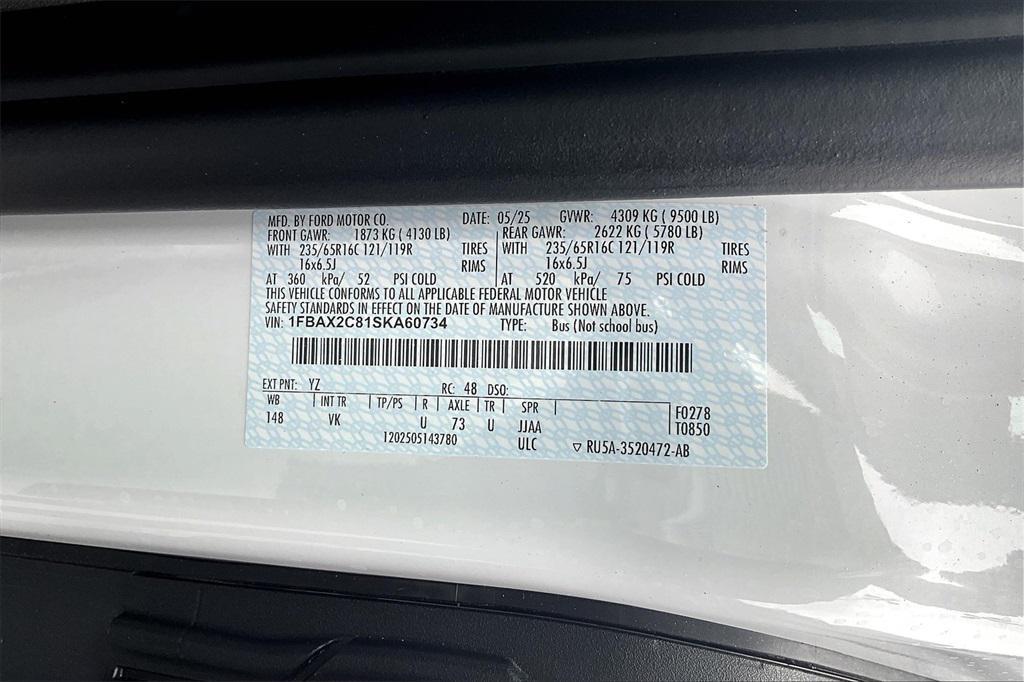 MFD. BY FORD MOTOR CO. DATE: 05/25 GVWR: 4309 KG ( 9500 LB)
FRONT GAWR: 1873 KG ( 4130 LB) REAR GAWR: 2622 KG ( 5780 LB)
WITH 235/65R16C 121/119R TIRES WITH 235/65R16C 121/119R TIRES
16x6.5J RIMS 16x6.5J RIMS
AT 360 kPa/ 52 PSI COLD AT 520 kPa/ 75 PSI COLD
THIS VEHICLE CONFORMS TO ALL APPLICABLE FEDERAL MOTOR VEHICLE
SAFETY STANDARDS IN EFFECT ON THE DATE OF MANUFACTURE SHOWN ABOVE.
VIN: 1FBAX2C81SKA60734 TYPE: Bus (Not school bus)
EXT PNT: YZ RC: 48 DSO:
WB INT TR TP/PS R AXLE TR SPR F0278
148 VK U 73 U JJAA T0850
1202505143780 ULC RU5A-3520472-AB